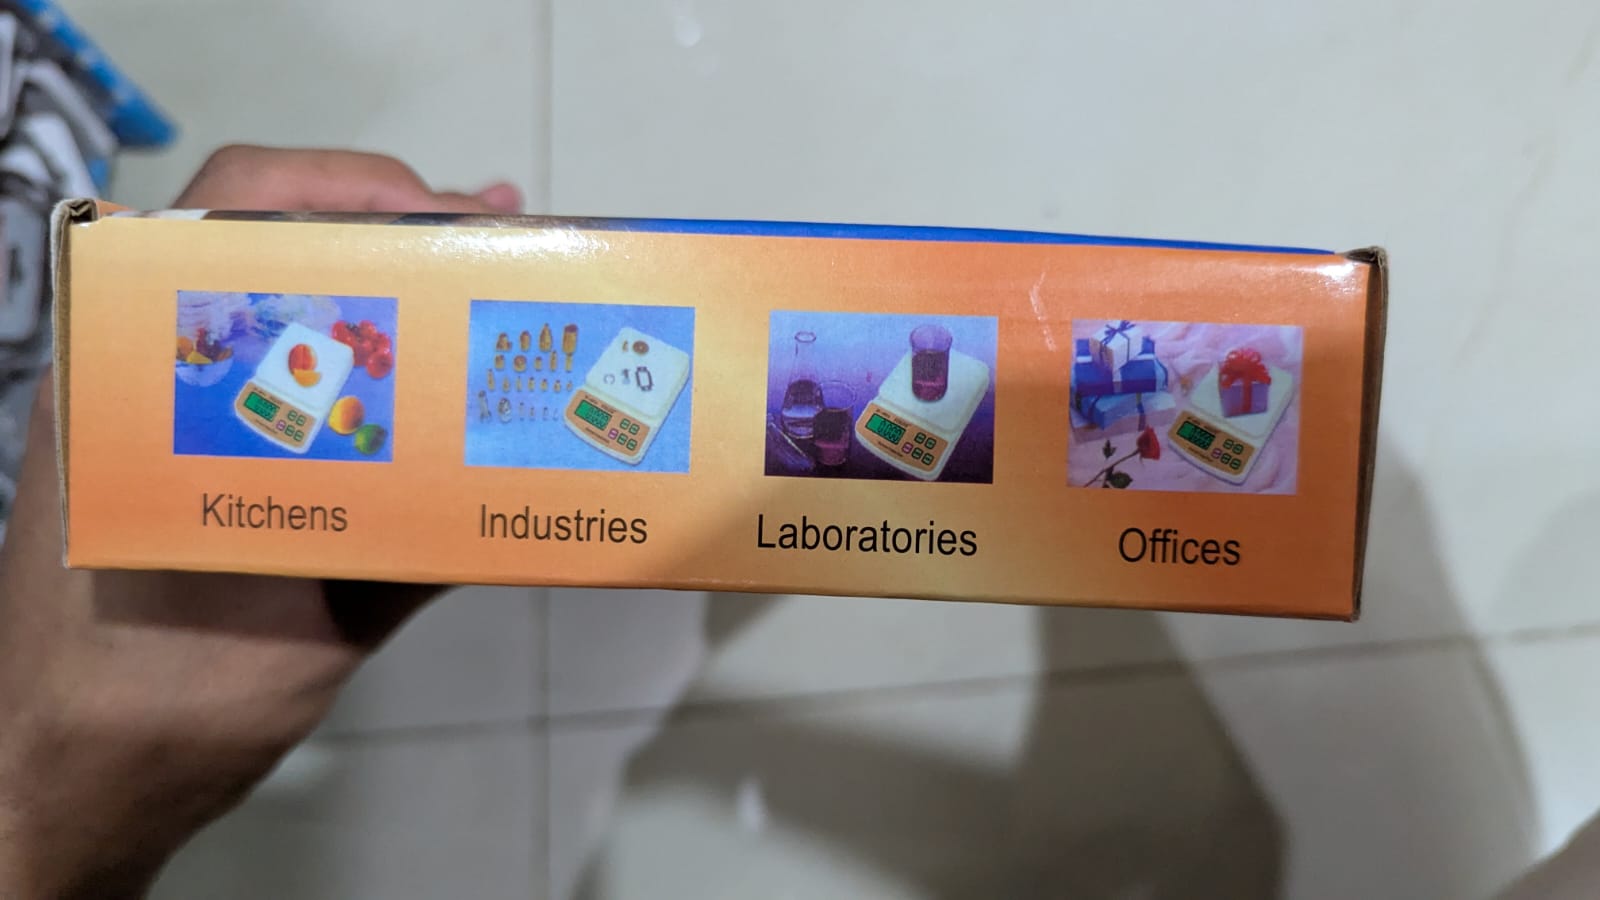 Kitchens
Industries
Laboratories
Offices